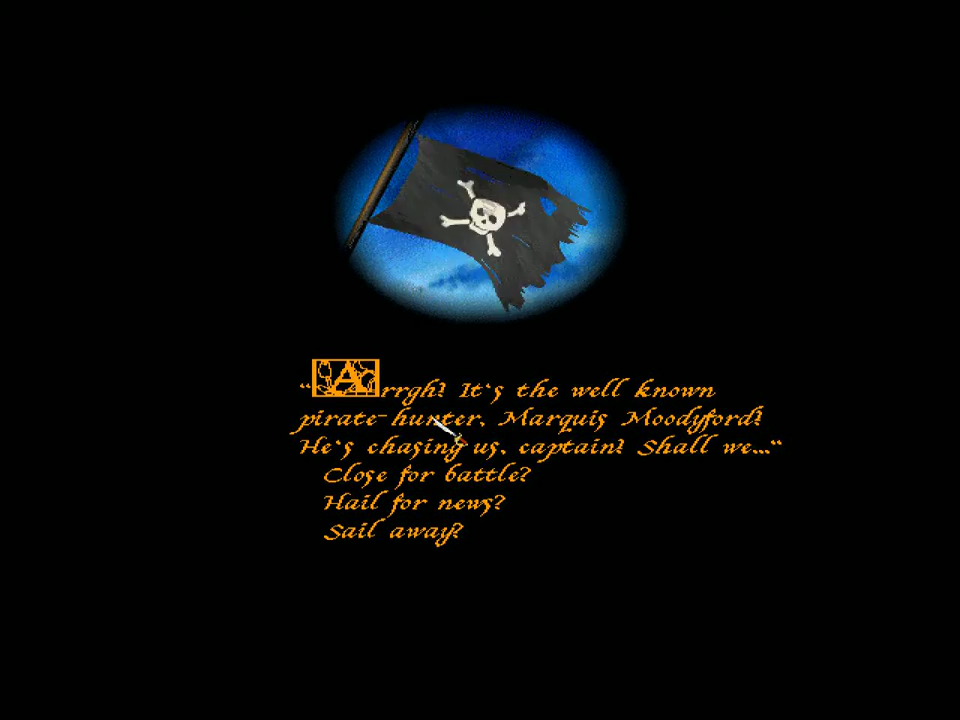 "Arrrgh! It's the well known
pirate-hunter, Marquis Moodyford!
He's chasing us, captain! Shall we..."
Close for battle?
Hail for news?
Sail away?